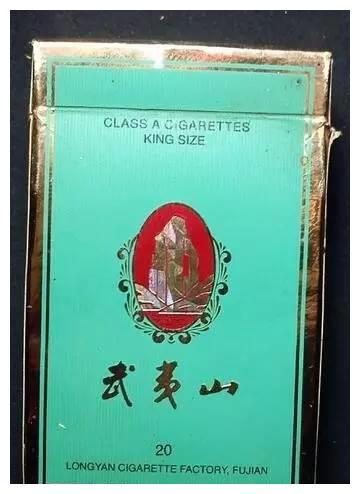 CLASS A CIGARETTES
KING SIZE
武夷山
20
LONGYAN CIGARETTE FACTORY, FUJIAN